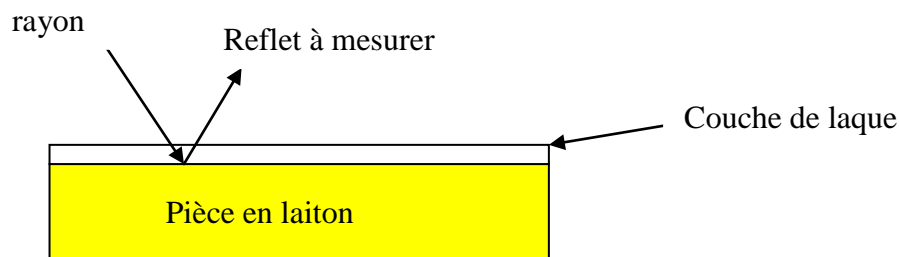 rayon
Reflet à mesurer
Couche de laque
Pièce en laiton